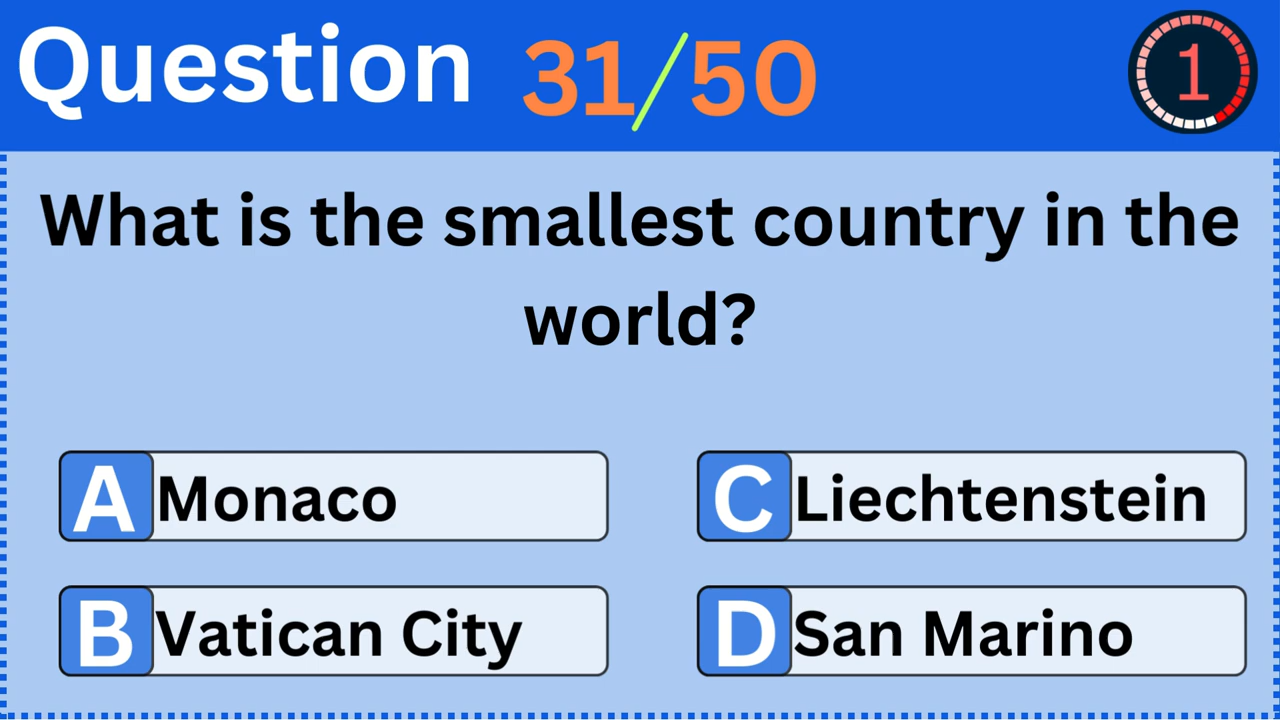 Question 31/50 1
What is the smallest country in the
world?
A Monaco
C Liechtenstein
B Vatican City
D San Marino